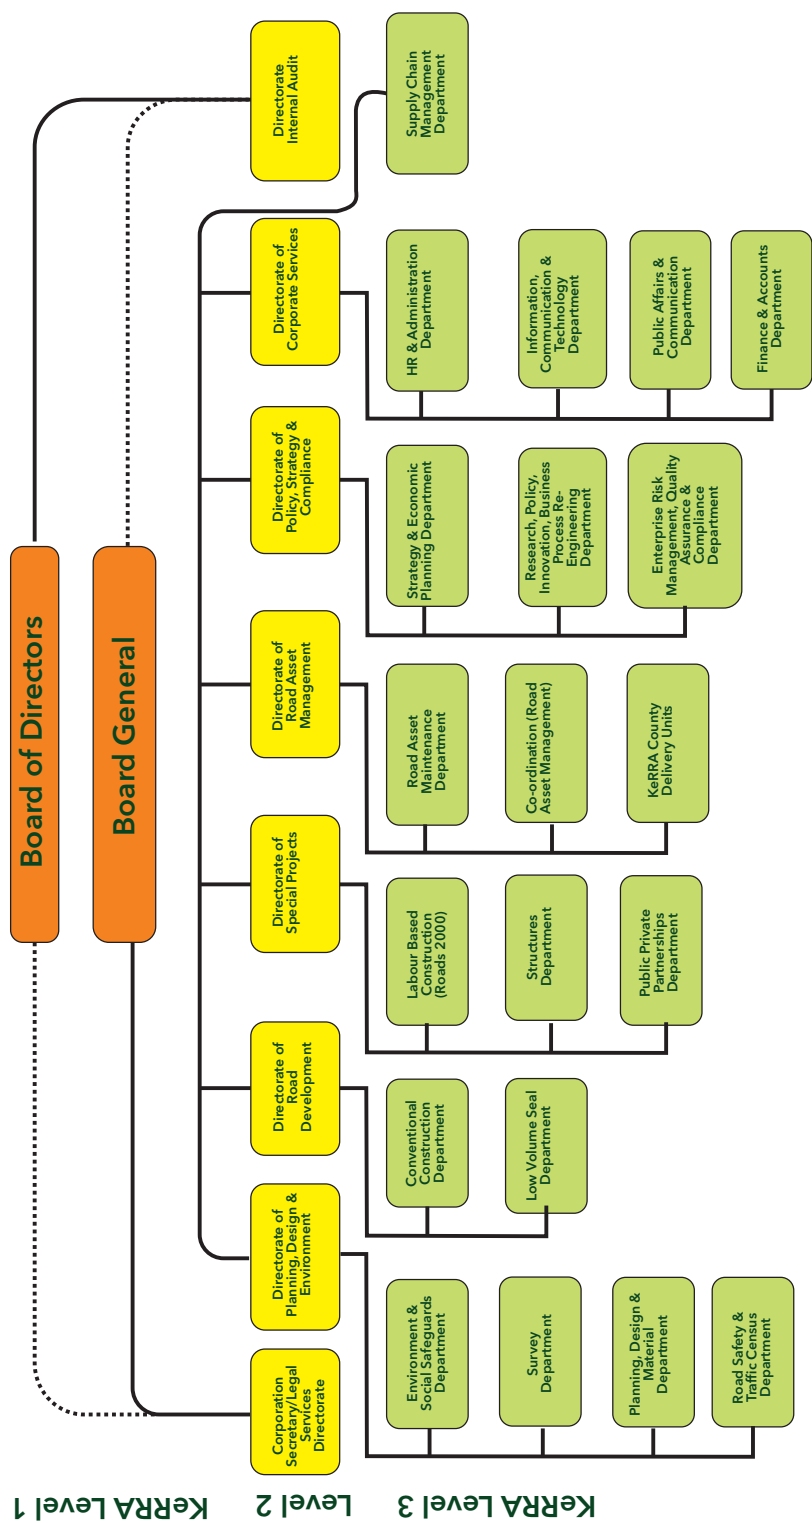 KeRRA Level 1
Board of Directors
Board General
Level 2
Corporation
Secretary/Legal
Services
Directorate
Directorate of
Planning, Design &
Environment
Directorate of
Road
Development
Directorate of
Special Projects
Directorate of
Road Asset
Management
Directorate of
Policy, Strategy &
Compliance
Directorate of
Corporate Services
Directorate
Internal Audit
KeRRA Level 3
Environment &
Social Safeguards
Department
Survey
Department
Planning, Design &
Material
Department
Road Safety &
Traffic Census
Department
Conventional
Construction
Department
Low Volume Seal
Department
Labour Based
Construction
(Roads 2000)
Structures
Department
Public Private
Partnerships
Department
Road Asset
Maintenance
Department
Co-ordination (Road
Asset Management)
KeRRA County
Delivery Units
Strategy & Economic
Planning Department
Research, Policy,
Innovation, Business
Process Re-
Engineering
Department
Enterprise Risk
Management, Quality
Assurance &
Compliance
Department
HR & Administration
Department
Information,
Communication &
Technology
Department
Public Affairs &
Communication
Department
Finance & Accounts
Department
Supply Chain
Management
Department